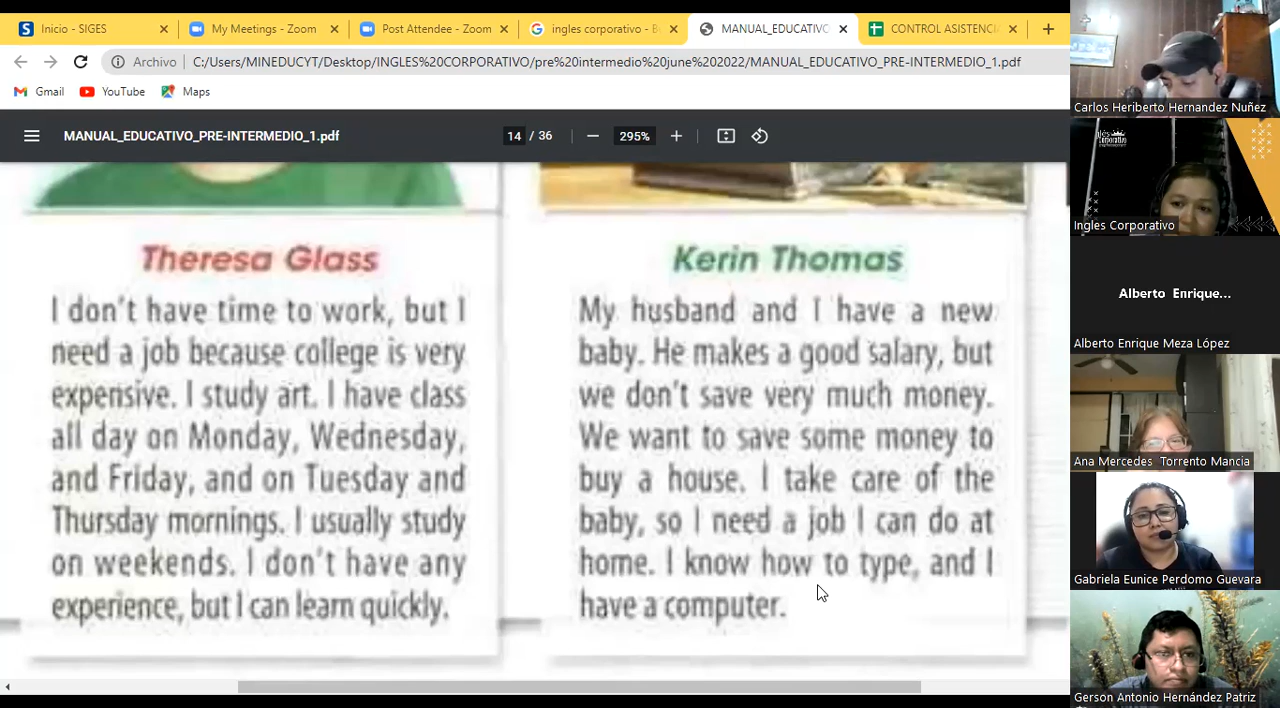 Inicio - SIGES
My Meetings - Zoom
Post Attendee - Zoom
ingles corporativo - B
MANUAL_EDUCATIVO
CONTROL ASISTENCI
Archivo
C:/Users/MINEDUCYT/Desktop/INGLES%20CORPORATIVO/pre%20intermedio%20june%202022/MANUAL_EDUCATIVO_PRE-INTERMEDIO_1.pdf
Gmail
YouTube
Maps
MANUAL_EDUCATIVO_PRE-INTERMEDIO_1.pdf
14 / 36
295%
Theresa Glass
I don't have time to work, but I
need a job because college is very
expensive. I study art. I have class
all day on Monday, Wednesday,
and Friday, and on Tuesday and
Thursday mornings. I usually study
on weekends. I don't have any
experience, but I can learn quickly.
Kerin Thomas
My husband and I have a new
baby. He makes a good salary, but
we don't save very much money.
We want to save some money to
buy a house. I take care of the
baby, so I need a job I can do at
home. I know how to type, and I
have a computer.
Carlos Heriberto Hernandez Nuñez
Corporativo
Ingles Corporativo
Alberto Enrique...
Alberto Enrique Meza López
Ana Mercedes Torrento Mancia
Gabriela Eunice Perdomo Guevara
Gerson Antonio Hernández Patriz